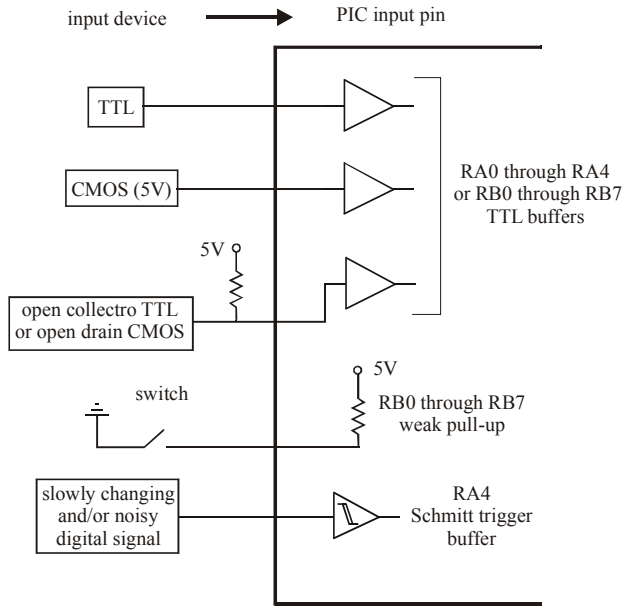 input device
PIC input pin
TTL
CMOS (5V)
RA0 through RA4
or RB0 through RB7
TTL buffers
5V
open collectro TTL
or open drain CMOS
5V
switch
RB0 through RB7
weak pull-up
slowly changing
and/or noisy
digital signal
RA4
Schmitt trigger
buffer